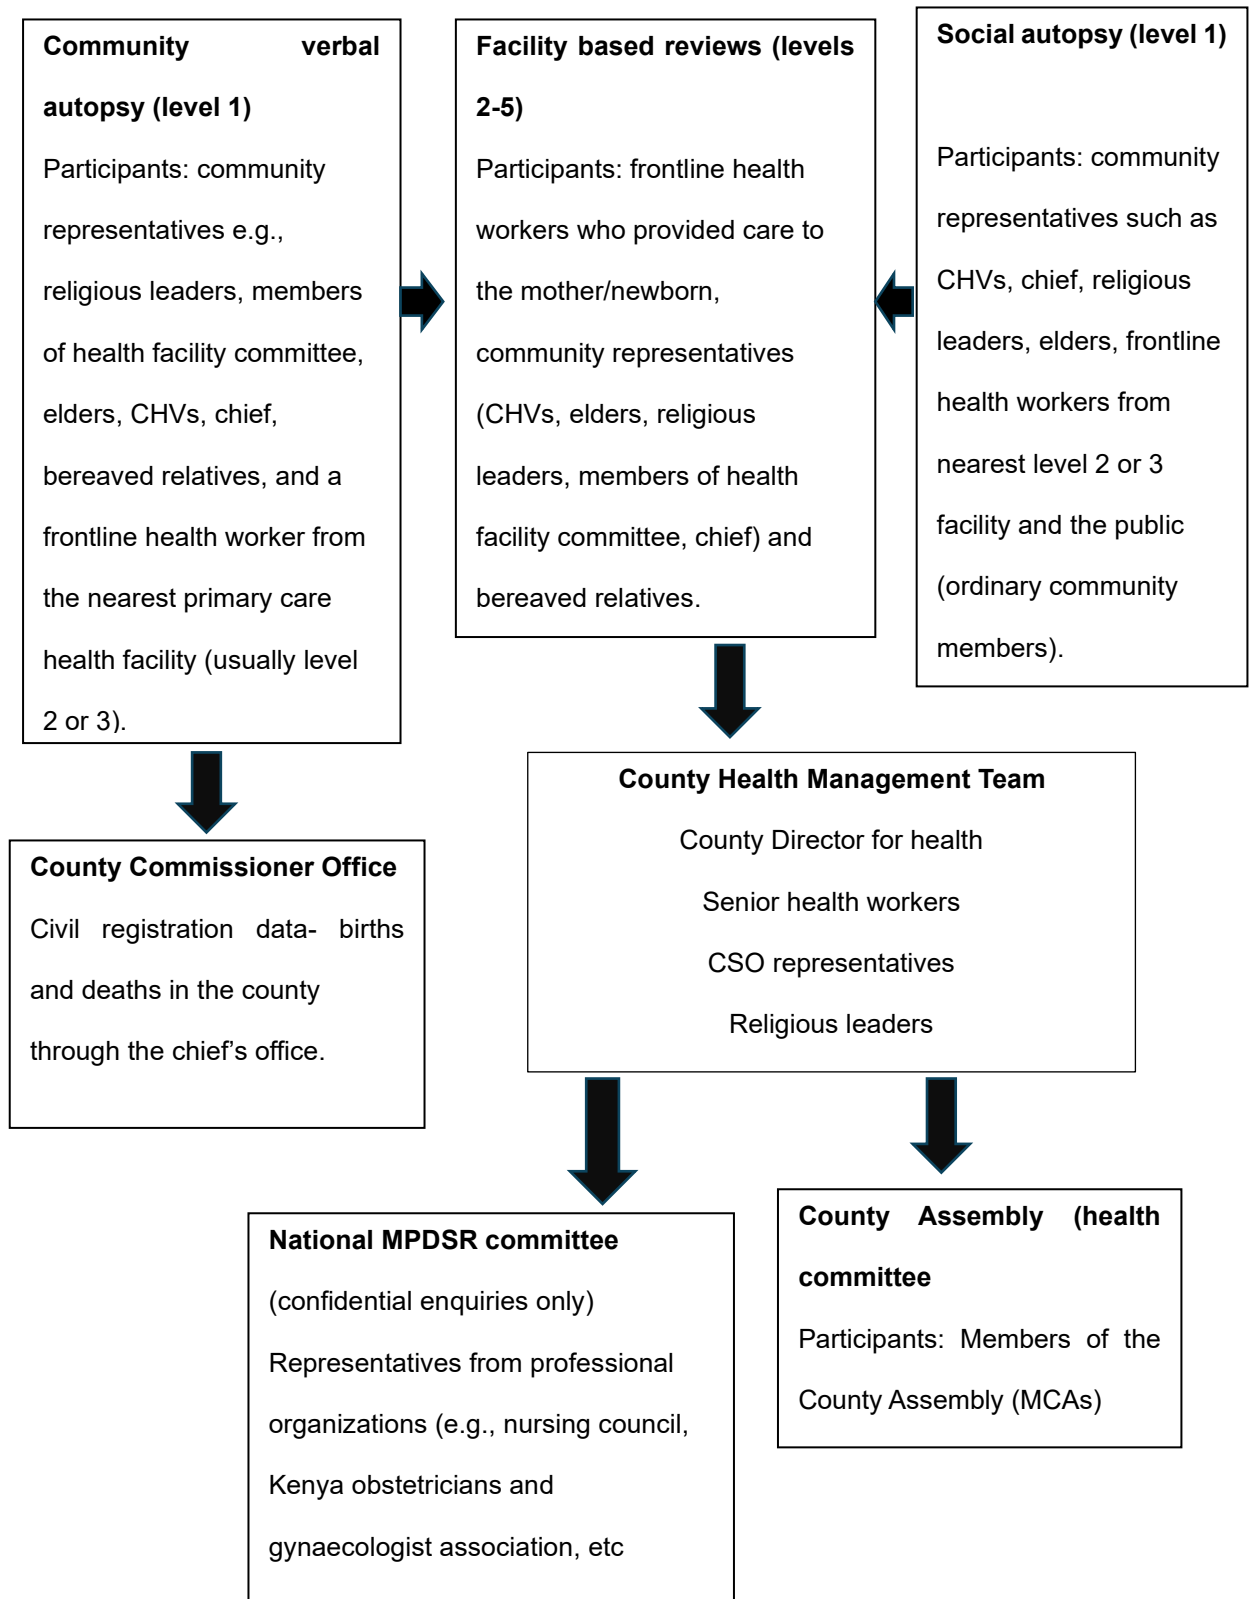 Community verbal
autopsy (level 1)
Participants: community
representatives e.g.,
religious leaders, members
of health facility committee,
elders, CHVs, chief,
bereaved relatives, and a
frontline health worker from
the nearest primary care
health facility (usually level
2 or 3).
Facility based reviews (levels
2-5)
Participants: frontline health
workers who provided care to
the mother/newborn,
community representatives
(CHVs, elders, religious
leaders, members of health
facility committee, chief) and
bereaved relatives.
Social autopsy (level 1)
Participants: community
representatives such as
CHVs, chief, religious
leaders, elders, frontline
health workers from
nearest level 2 or 3
facility and the public
(ordinary community
members).
County Commissioner Office
Civil registration data- births
and deaths in the county
through the chief’s office.
County Health Management Team
County Director for health
Senior health workers
CSO representatives
Religious leaders
National MPDSR committee
(confidential enquiries only)
Representatives from professional
organizations (e.g., nursing council,
Kenya obstetricians and
gynaecologist association, etc
County Assembly (health
committee
Participants: Members of the
County Assembly (MCAs)